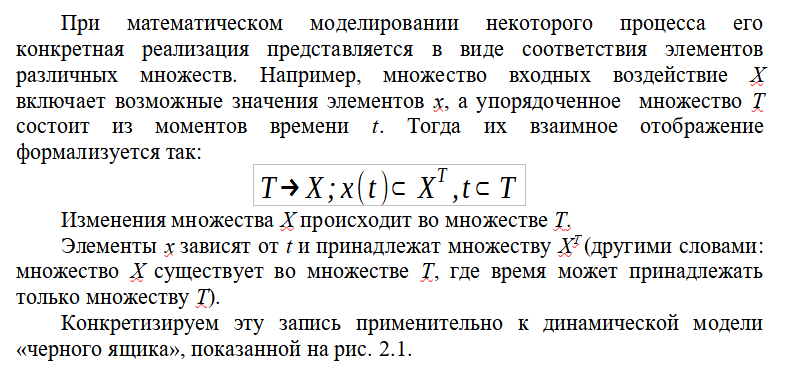 При математическом моделировании некоторого процесса его
конкретная реализация представляется в виде соответствия элементов
различных множеств. Например, множество входных воздействие X
включает возможные значения элементов x, а упорядоченное множество T
состоит из моментов времени t. Тогда их взаимное отображение
формализуется так:
T → X ; x(t) ⊂ X^T , t ⊂ T
Изменения множества X происходит во множестве T.
Элементы x зависят от t и принадлежат множеству X^T (другими словами:
множество X существует во множестве T, где время может принадлежать
только множеству T).
Конкретизируем эту запись применительно к динамической модели
«черного ящика», показанной на рис. 2.1.